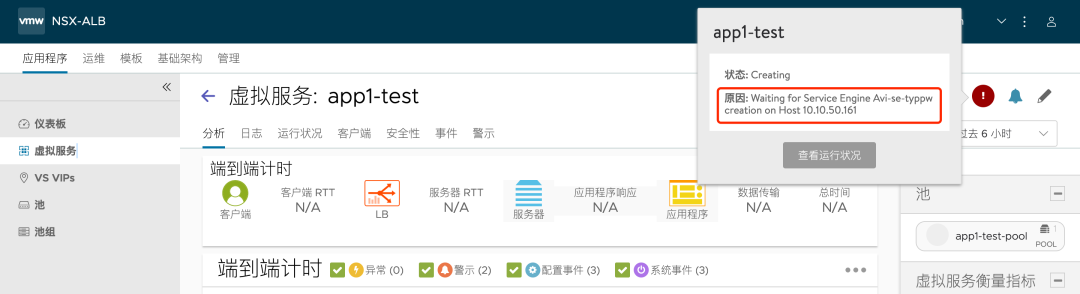 vmw NSX-ALB
应用程序 运维 模板 基础架构 管理
«
仪表板
虚拟服务
VS VIPs
池
池组
虚拟服务: app1-test
分析 日志 运行状况 客户端 安全性 事件 警示
过去 6 小时
app1-test
状态: Creating
原因: Waiting for Service Engine Avi-se-typpw
creation on Host 10.10.50.161
查看运行状况
端到端计时
客户端
客户端 RTT
N/A
LB
服务器 RTT
N/A
服务器
应用程序响应
N/A
应用程序
数据传输
N/A
总时间
N/A
端到端计时 异常 (0) 警示 (2) 配置事件 (3) 系统事件 (3)
池
app1-test-pool
1
POOL
虚拟服务衡量指标